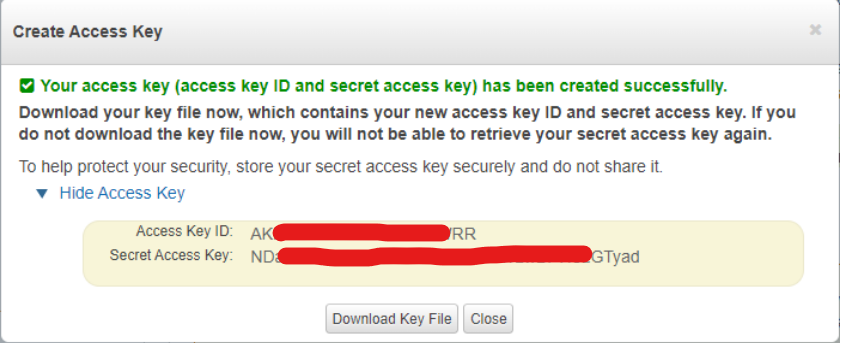 Create Access Key
Your access key (access key ID and secret access key) has been created successfully.
Download your key file now, which contains your new access key ID and secret access key. If you
do not download the key file now, you will not be able to retrieve your secret access key again.
To help protect your security, store your secret access key securely and do not share it.
Hide Access Key
Access Key ID: AK
Secret Access Key: ND GTyad
Download Key File Close